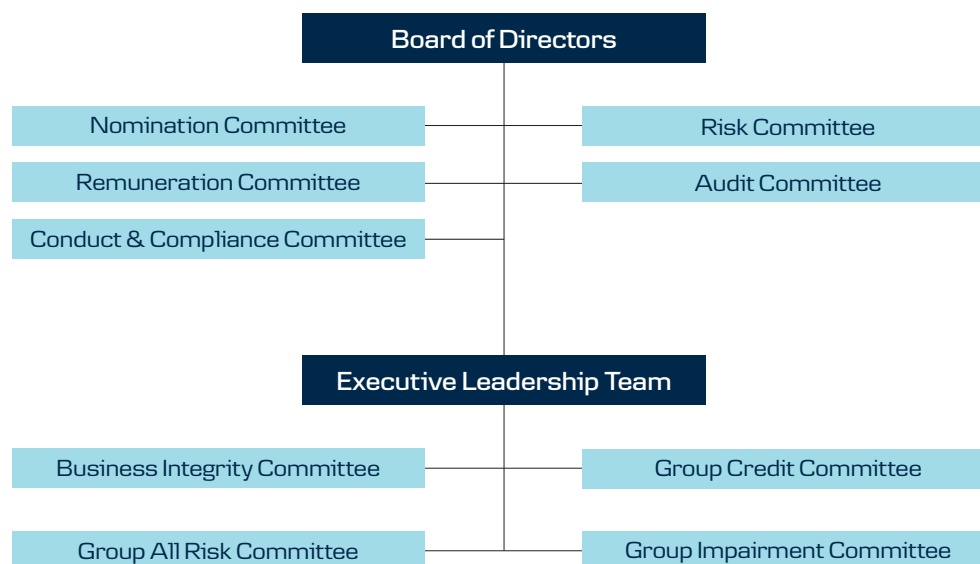 Board of Directors
Nomination Committee
Risk Committee
Remuneration Committee
Audit Committee
Conduct & Compliance Committee
Executive Leadership Team
Business Integrity Committee
Group Credit Committee
Group All Risk Committee
Group Impairment Committee